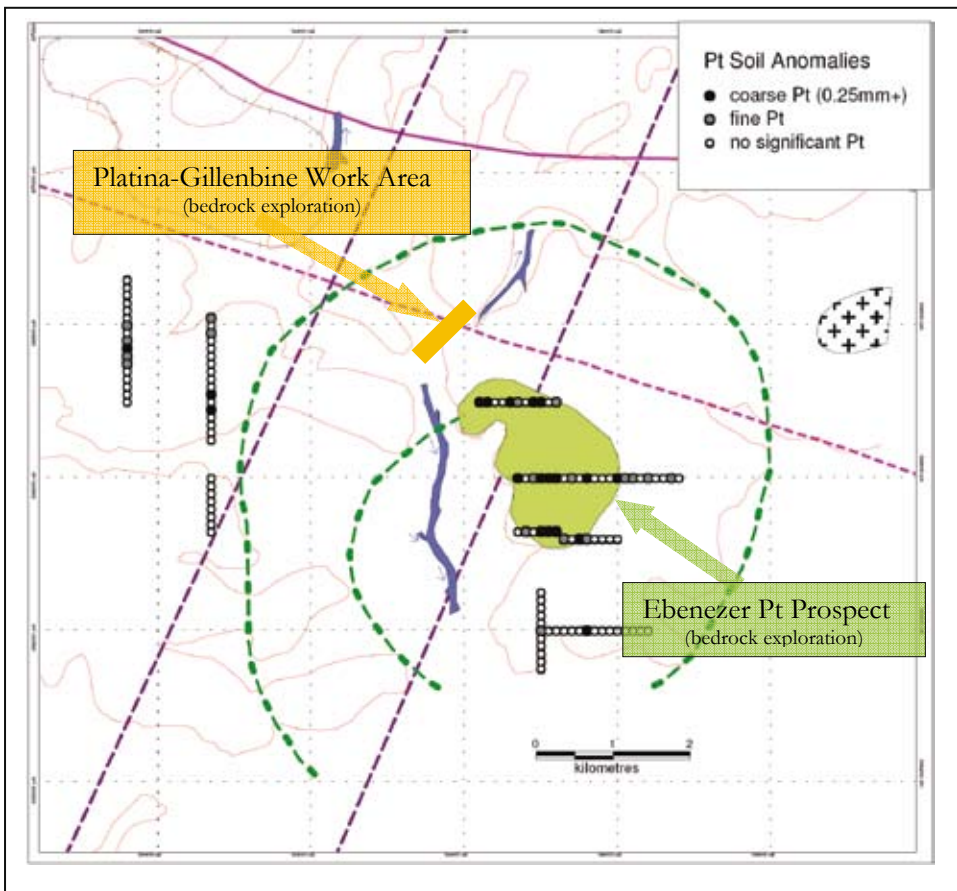 Pt Soil Anomalies
coarse Pt (0.25mm+)
fine Pt
no significant Pt
Platina-Gillenbine Work Area
(bedrock exploration)
Ebenezer Pt Prospect
(bedrock exploration)
0 1 2
kilometres